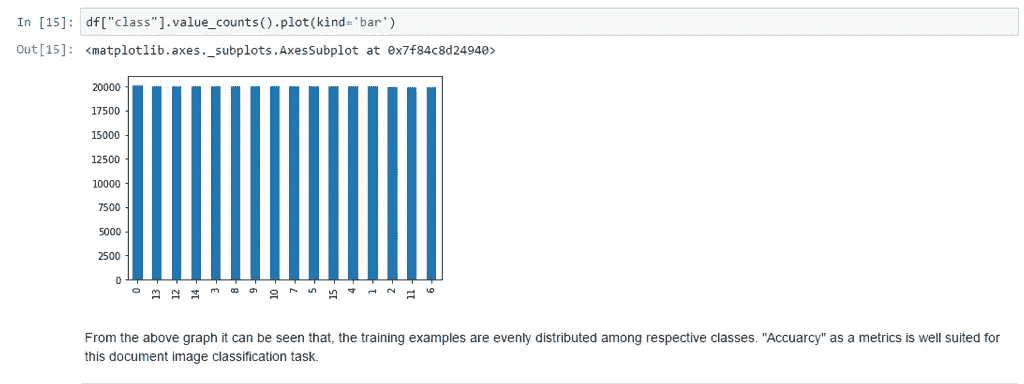 In [15]: df["class"].value_counts().plot(kind='bar')
Out[15]: <matplotlib.axes._subplots.AxesSubplot at 0x7f84c8d24940>
20000
17500
15000
12500
10000
7500
5000
2500
0
0 13 12 14 3 8 9 10 7 5 15 4 1 2 11 6
From the above graph it can be seen that, the training examples are evenly distributed among respective classes. "Accuarcy" as a metrics is well suited for
this document image classification task.